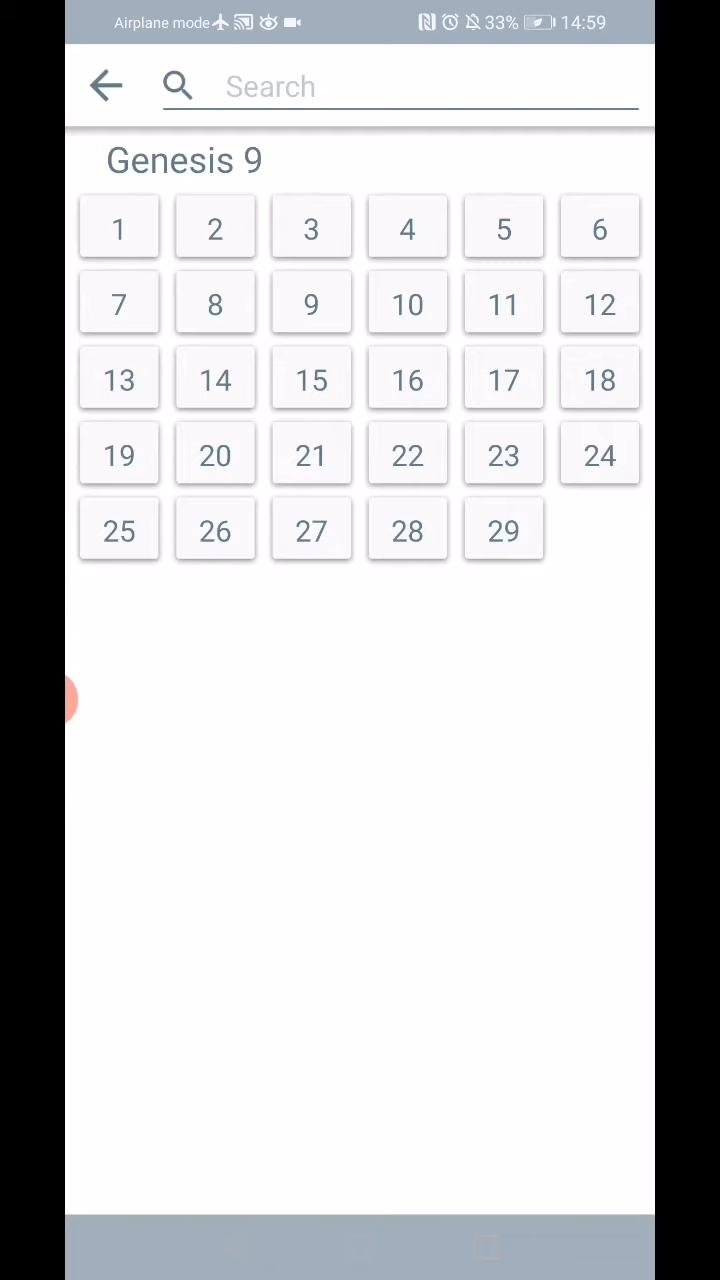 Airplane mode 33% 14:59
Search
Genesis 9
1 2 3 4 5 6
7 8 9 10 11 12
13 14 15 16 17 18
19 20 21 22 23 24
25 26 27 28 29